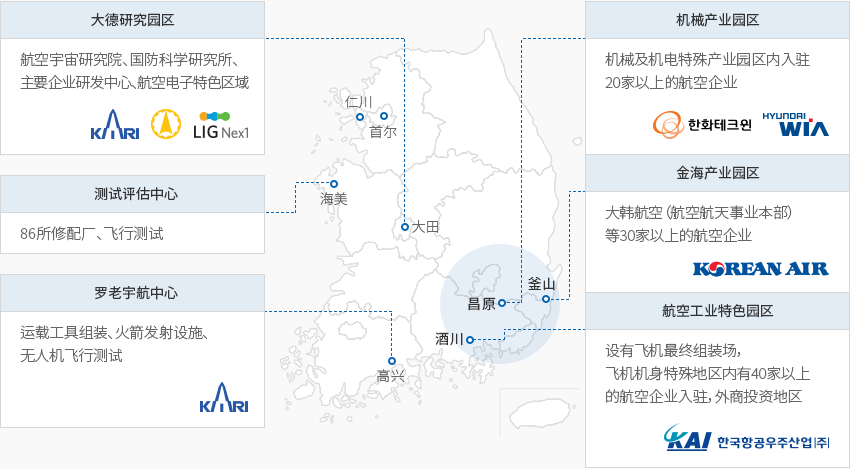 大德研究园区
航空宇宙研究院、国防科学研究所、
主要企业研发中心、航空电子特色区域
KARI
LIG Nex1
测试评估中心
86所修配厂、飞行测试
罗老宇航中心
运载工具组装、火箭发射设施、
无人机飞行测试
KARI
仁川
首尔
海美
大田
釜山
昌原
酒川
高兴
机械产业园区
机械及机电特殊产业园区内入驻
20家以上的航空企业
한화테크윈
HYUNDAI
WIA
金海产业园区
大韩航空（航空航天事业本部）
等30家以上的航空企业
KOREAN AIR
航空工业特色园区
设有飞机最终组装场，
飞机机身特殊地区内有40家以上
的航空企业入驻，外商投资地区
KAI 한국항공우주산업(주)